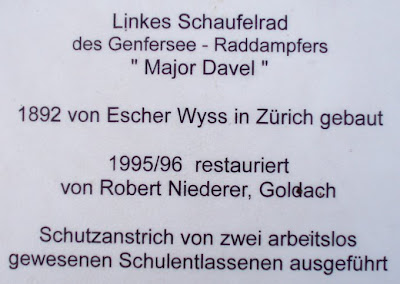 Linkes Schaufelrad
des Genfersee - Raddampfers
" Major Davel "
1892 von Escher Wyss in Zürich gebaut
1995/96 restauriert
von Robert Niederer, Goldach
Schutzanstrich von zwei arbeitslos
gewesenen Schulentlassenen ausgeführt